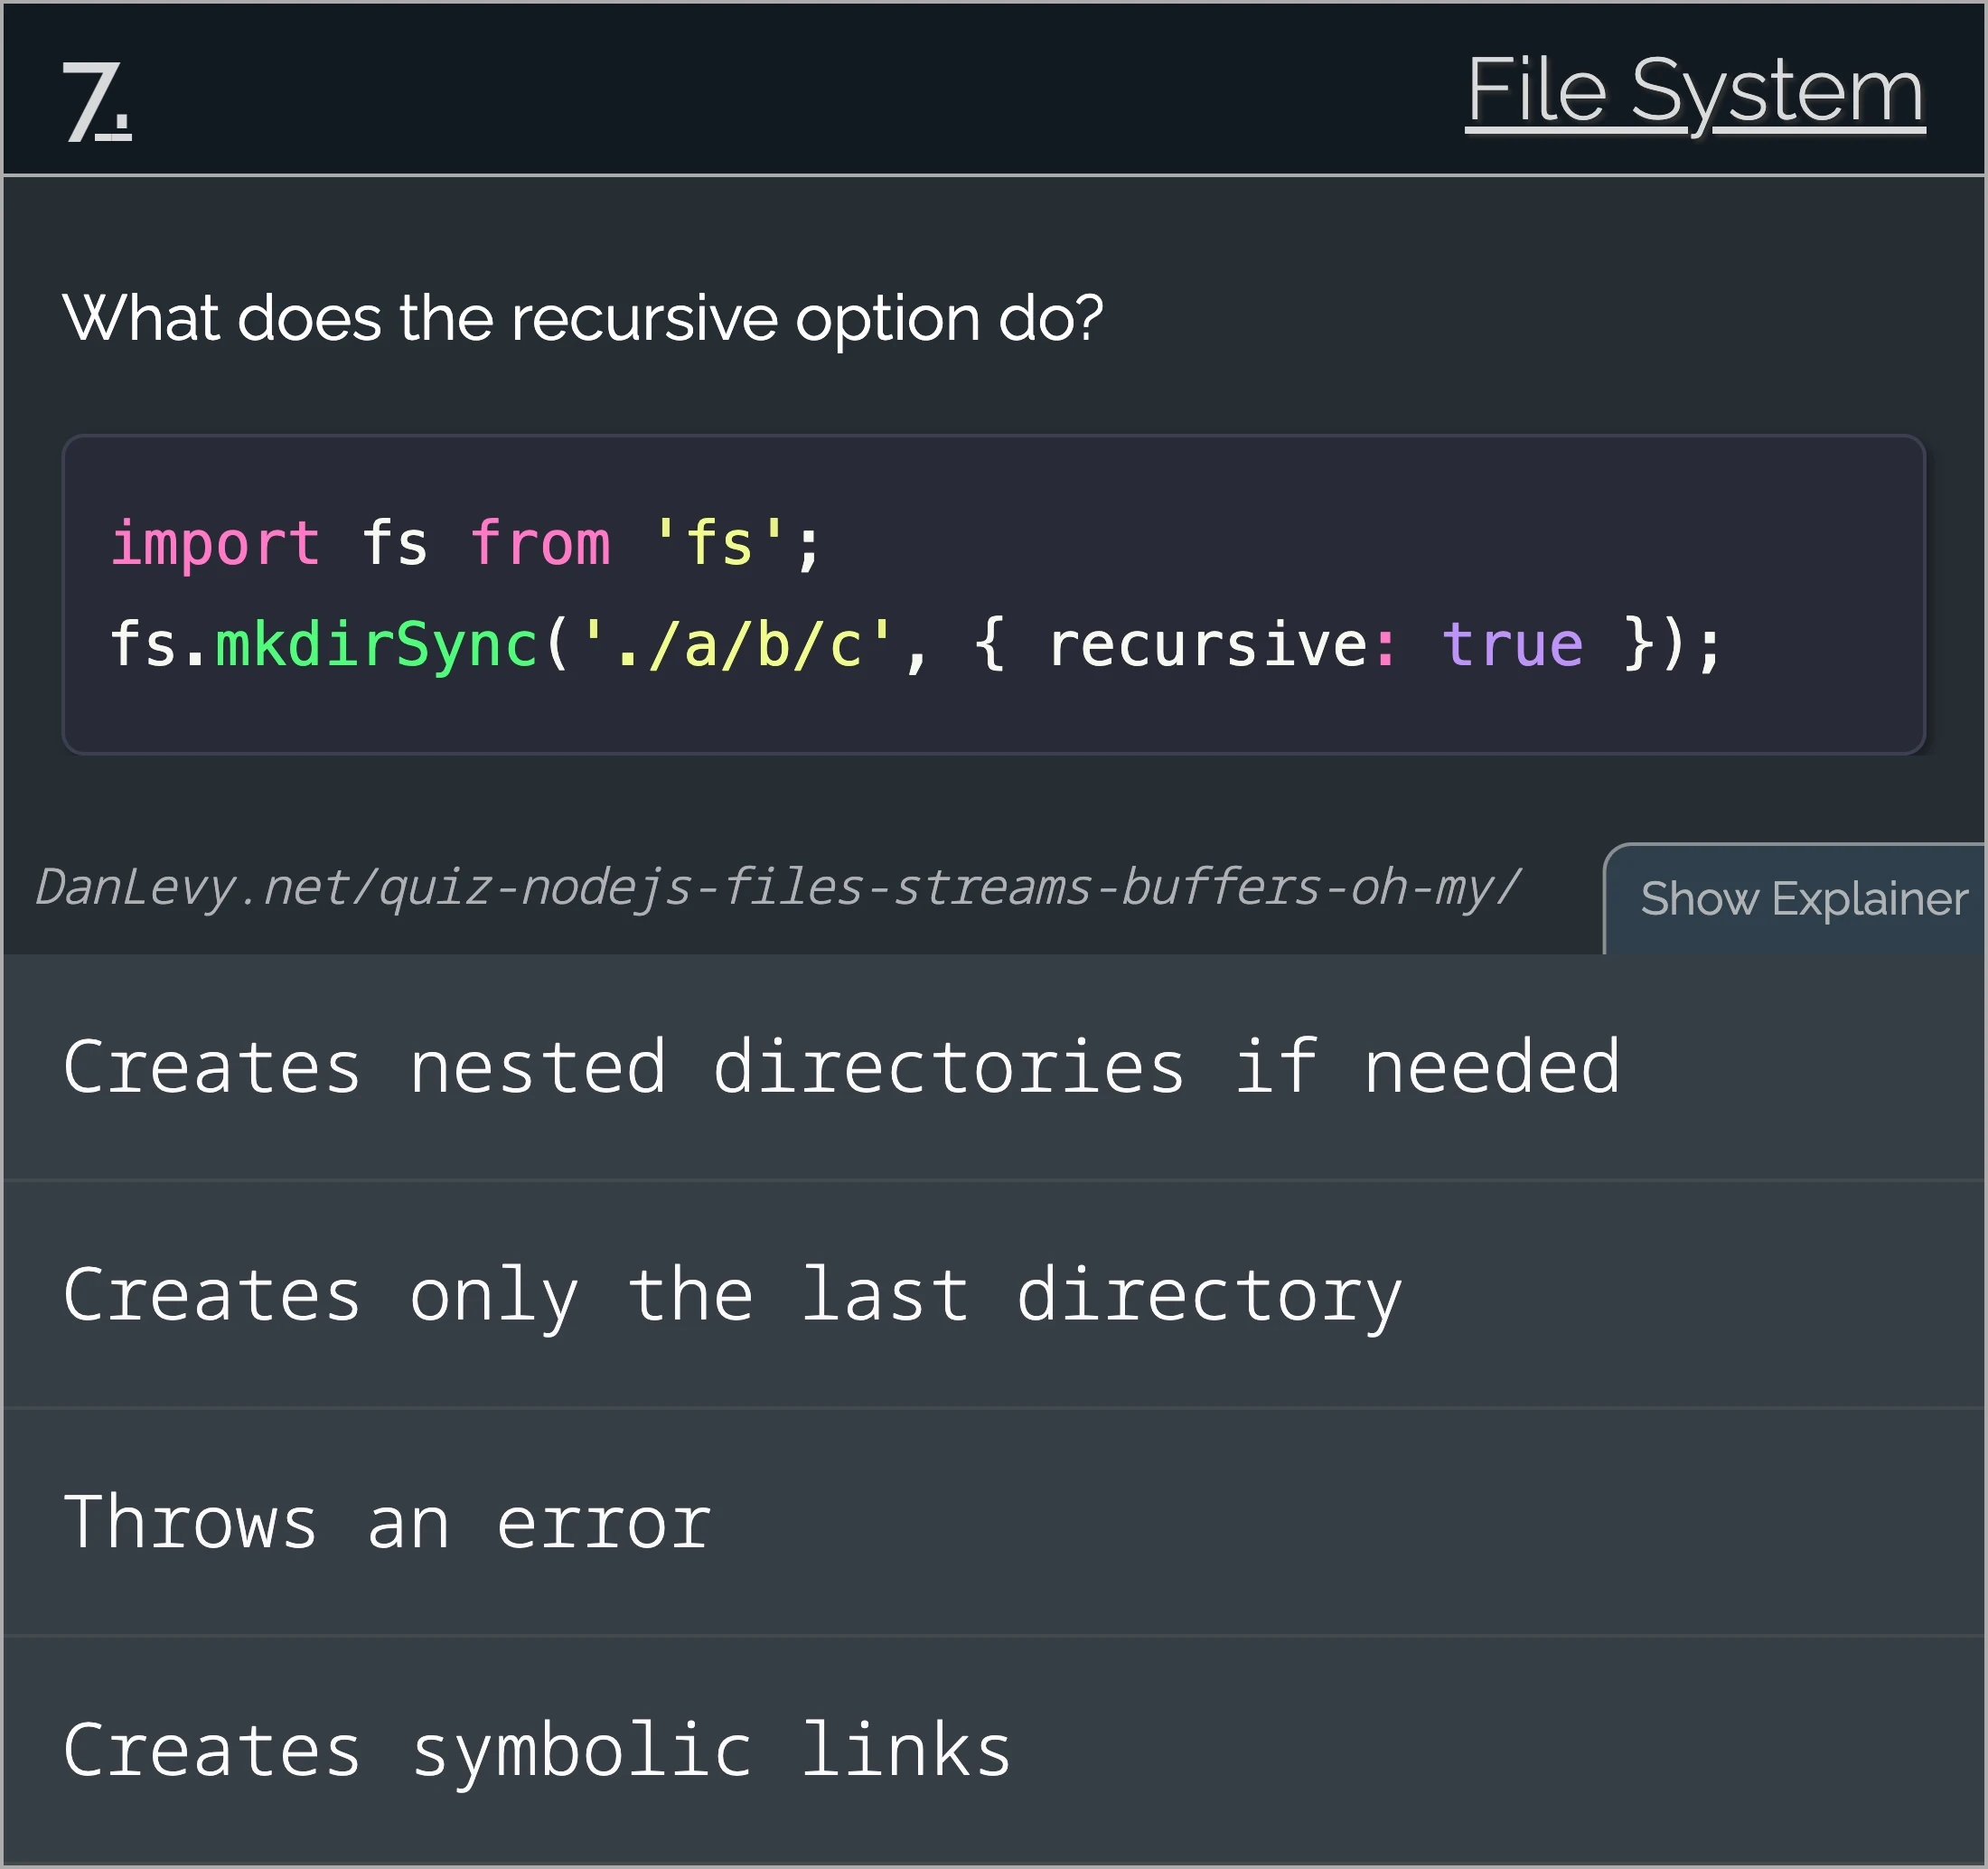 7.
File System
What does the recursive option do?
import fs from 'fs';
fs.mkdirSync('./a/b/c', { recursive: true });
DanLevy.net/quiz-nodejs-files-streams-buffers-oh-my/
Show Explainer
Creates nested directories if needed
Creates only the last directory
Throws an error
Creates symbolic links